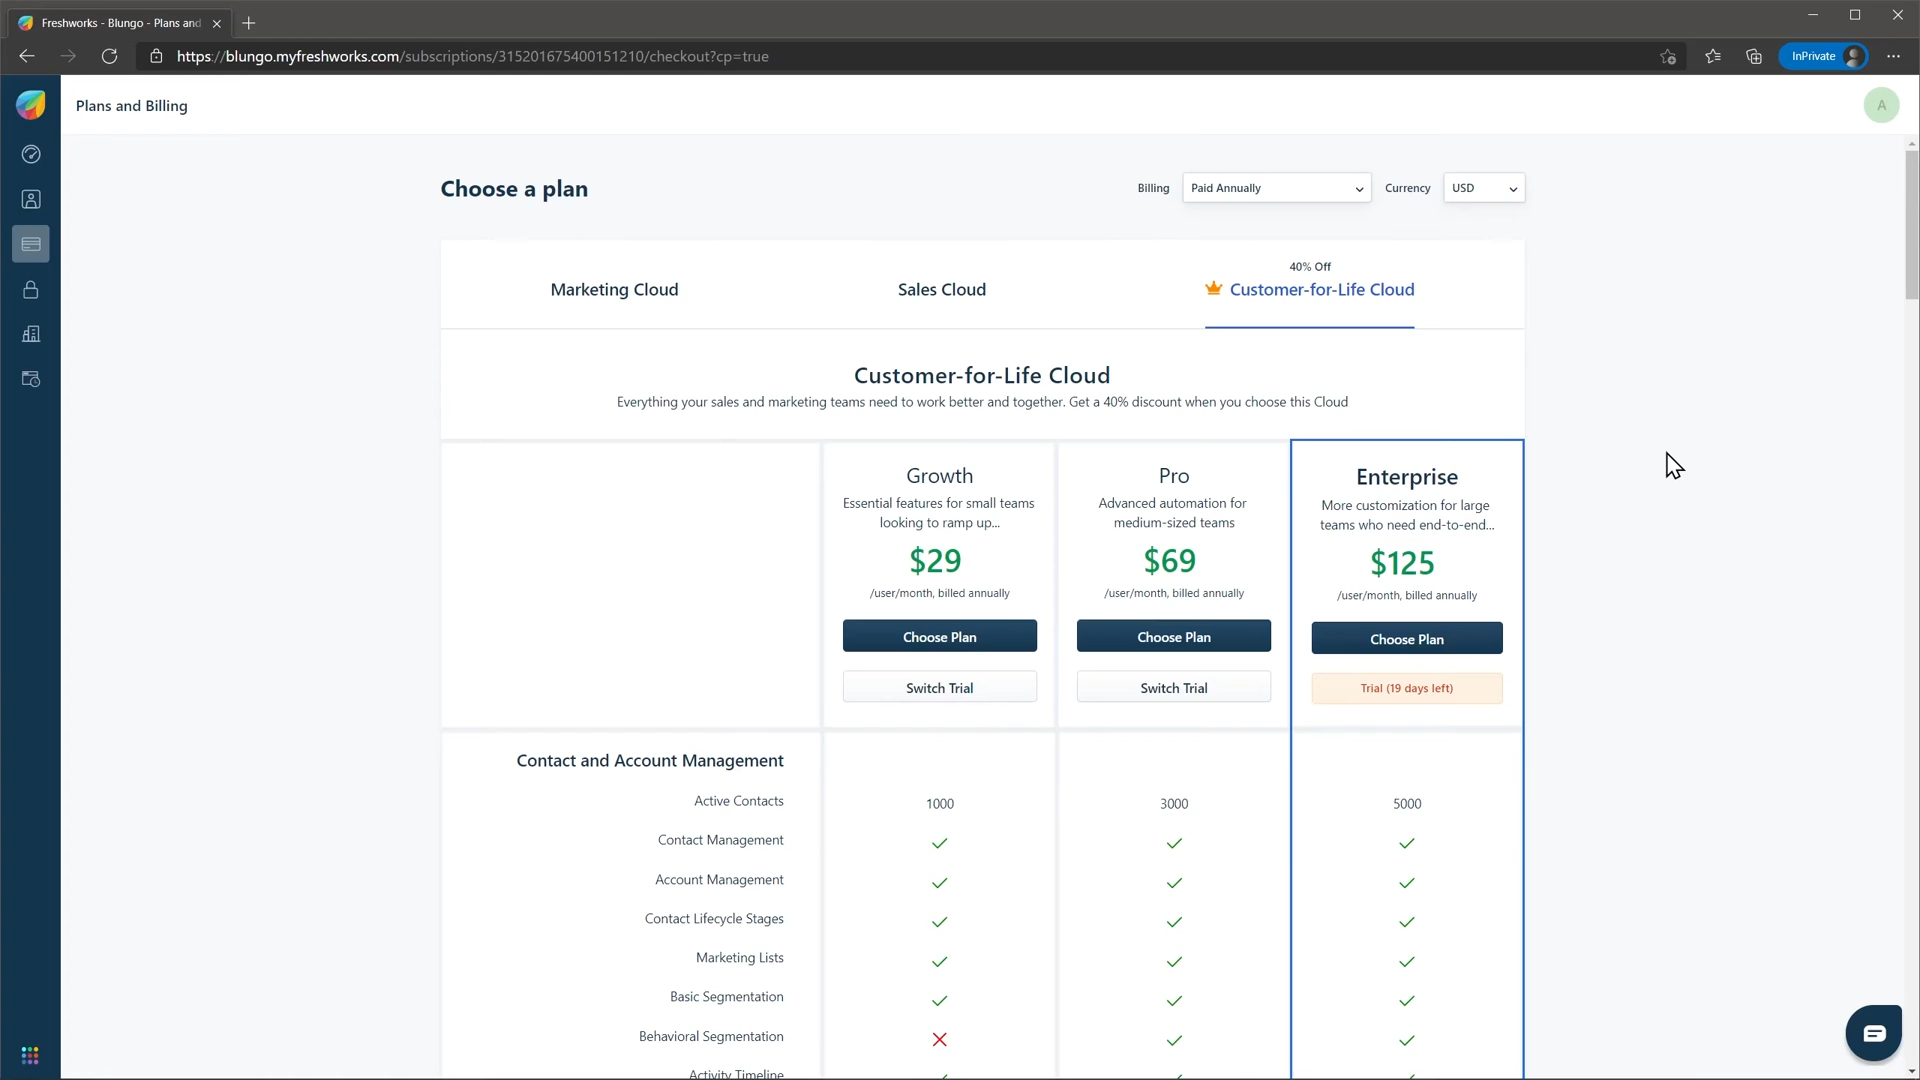 Freshworks - Blungo - Plans and
https://blungo.myfreshworks.com/subscriptions/315201675400151210/checkout?cp=true
InPrivate
Plans and Billing
A
Choose a plan
Billing
Paid Annually
Currency
USD
Marketing Cloud
Sales Cloud
40% Off
Customer-for-Life Cloud
Customer-for-Life Cloud
Everything your sales and marketing teams need to work better and together. Get a 40% discount when you choose this Cloud
Growth
Essential features for small teams
looking to ramp up...
$29
/user/month, billed annually
Choose Plan
Switch Trial
Pro
Advanced automation for
medium-sized teams
$69
/user/month, billed annually
Choose Plan
Switch Trial
Enterprise
More customization for large
teams who need end-to-end...
$125
/user/month, billed annually
Choose Plan
Trial (19 days left)
Contact and Account Management
Active Contacts 1000 3000 5000
Contact Management
Account Management
Contact Lifecycle Stages
Marketing Lists
Basic Segmentation
Behavioral Segmentation
Activity Timeline